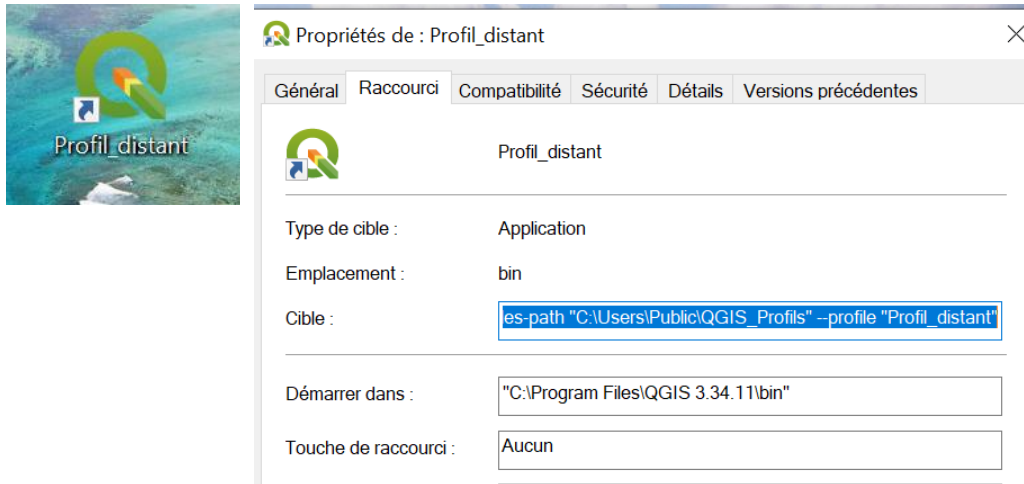 Profil_distant
Propriétés de : Profil_distant
Général Raccourci Compatibilité Sécurité Détails Versions précédentes
Profil_distant
Type de cible : Application
Emplacement : bin
Cible : es-path "C:\Users\Public\QGIS_Profils" --profile "Profil_distant"
Démarrer dans : "C:\Program Files\QGIS 3.34.11\bin"
Touche de raccourci : Aucun